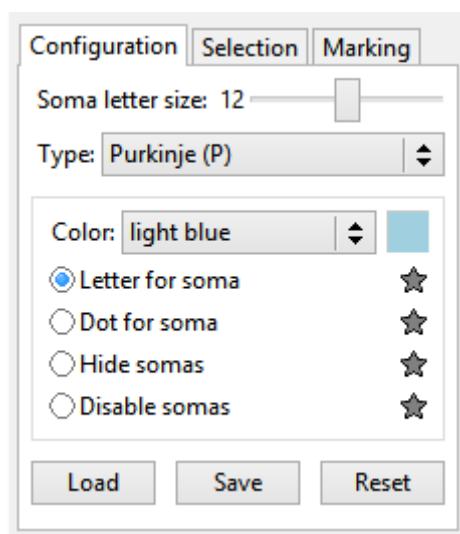 Configuration Selection Marking
Soma letter size: 12
Type: Purkinje (P)
Color: light blue
Letter for soma
Dot for soma
Hide somas
Disable somas
Load Save Reset